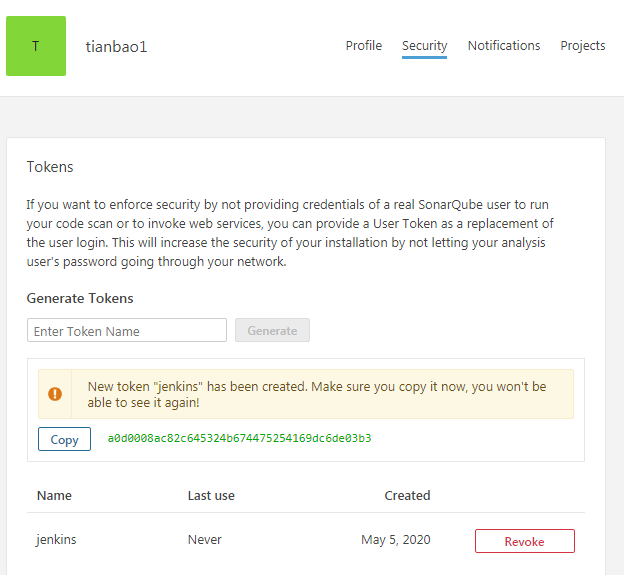 T
tianbao1
Profile
Security
Notifications
Projects
Tokens
If you want to enforce security by not providing credentials of a real SonarQube user to run
your code scan or to invoke web services, you can provide a User Token as a replacement of
the user login. This will increase the security of your installation by not letting your analysis
user's password going through your network.
Generate Tokens
Enter Token Name
Generate
New token "jenkins" has been created. Make sure you copy it now, you won't be
able to see it again!
Copy
a0d0008ac82c645324b674475254169dc6de03b3
Name
Last use
Created
jenkins
Never
May 5, 2020
Revoke